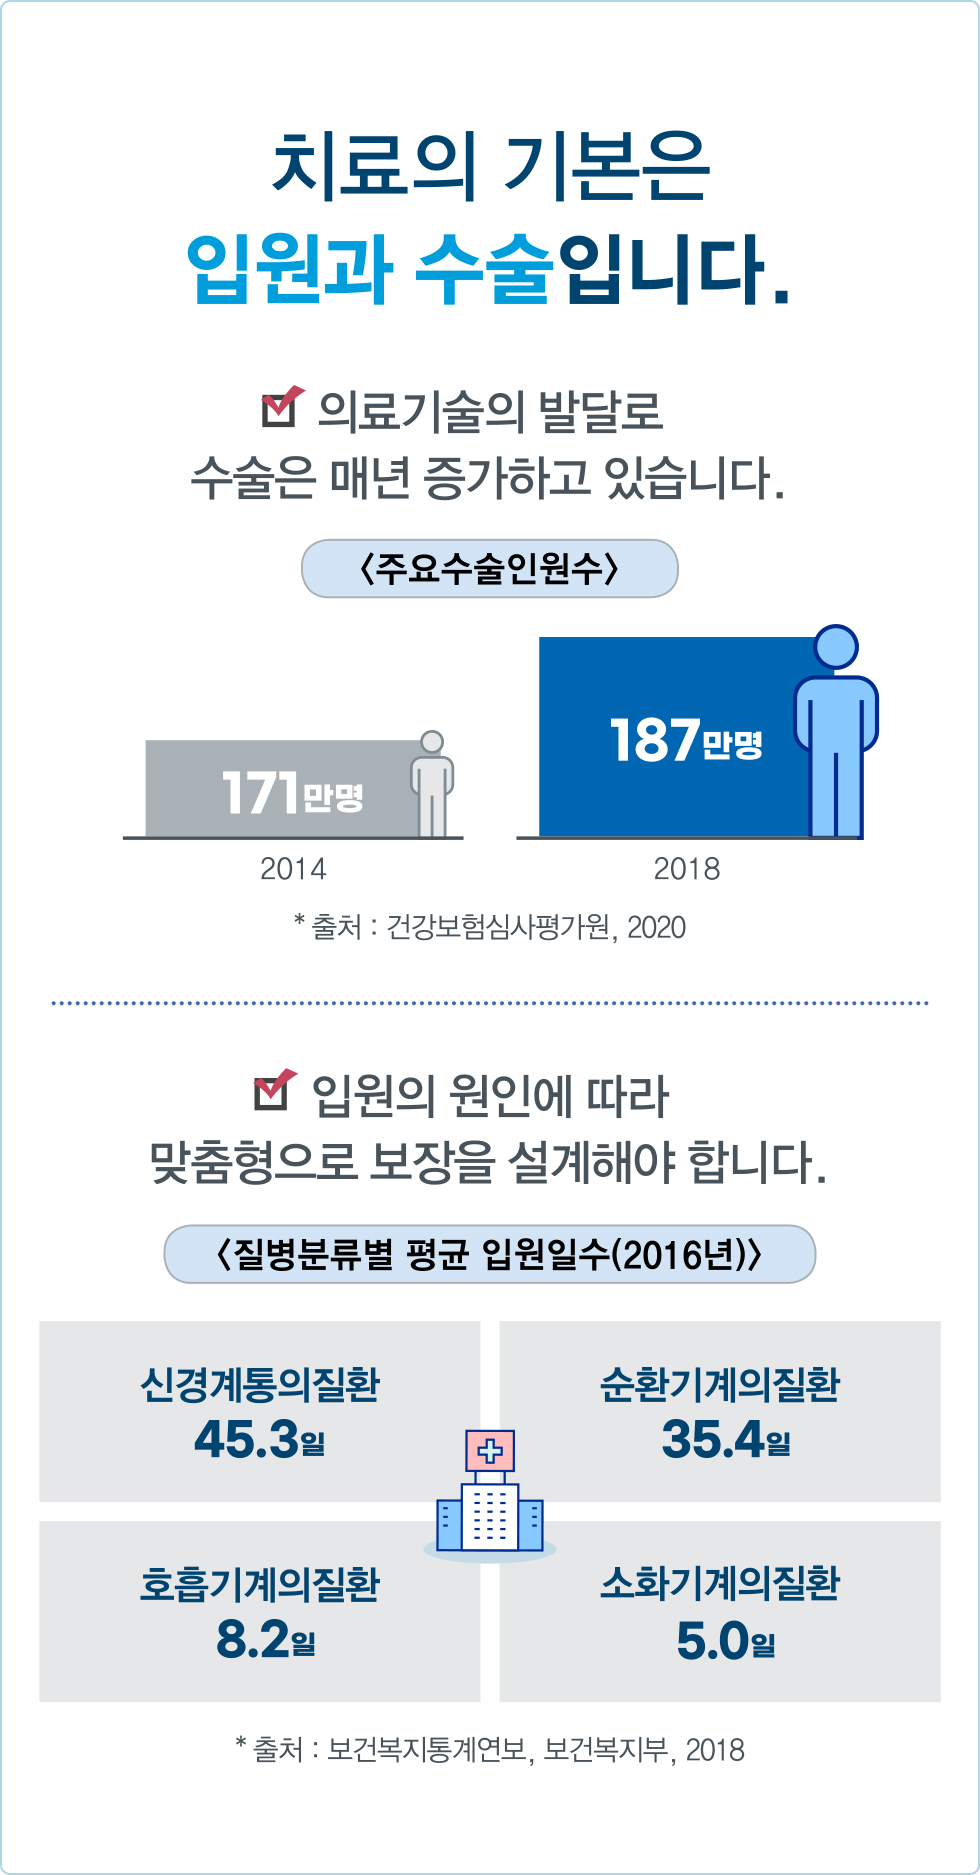 치료의 기본은
입원과 수술입니다.
의료기술의 발달로
수술은 매년 증가하고 있습니다.
<주요수술인원수>
171만명
187만명
2014
2018
* 출처 : 건강보험심사평가원, 2020
입원의 원인에 따라
맞춤형으로 보장을 설계해야 합니다.
<질병분류별 평균 입원일수(2016년)>
신경계통의질환
45.3일
순환기계의질환
35.4일
호흡기계의질환
8.2일
소화기계의질환
5.0일
* 출처 : 보건복지통계연보, 보건복지부, 2018